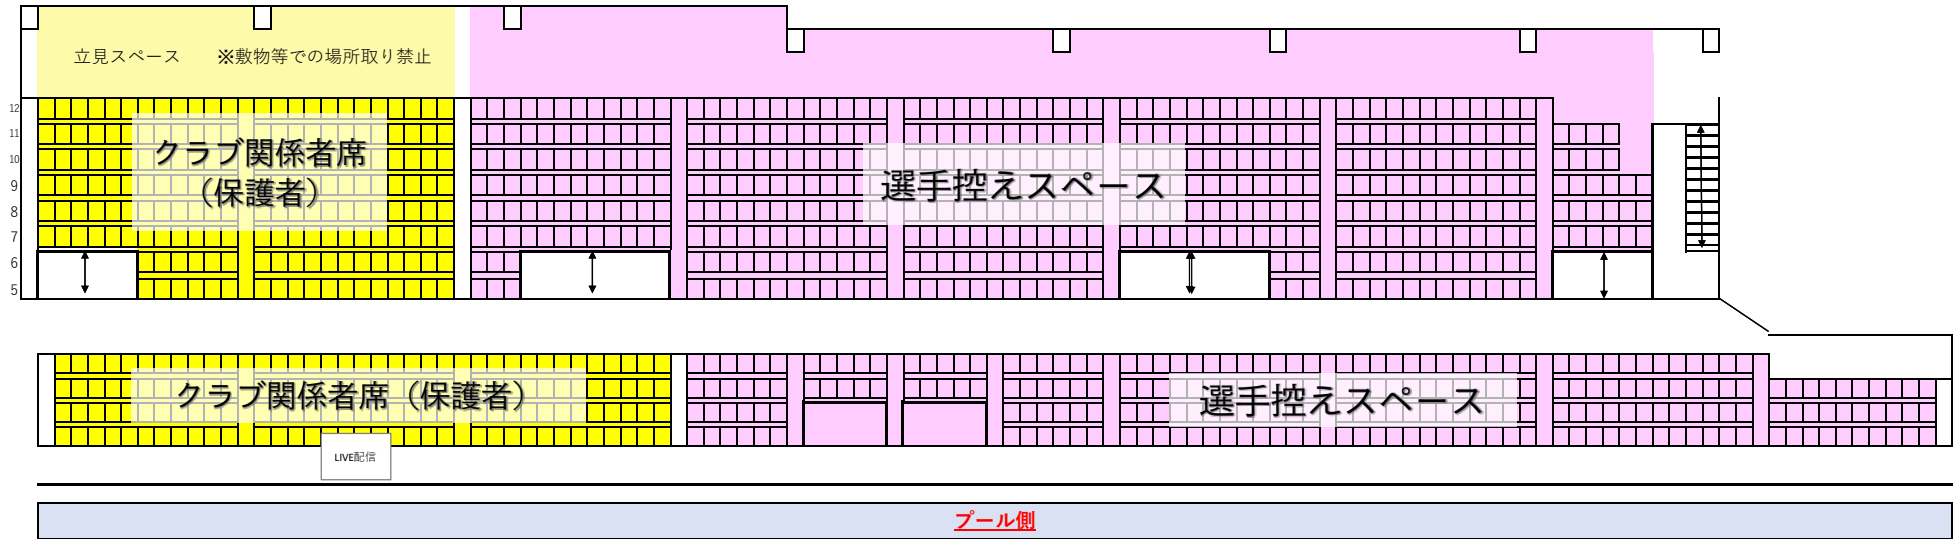 立見スペース　　※敷物等での場所取り禁止
12
11
10
9
8
7
6
5
クラブ関係者席
（保護者）
選手控えスペース
クラブ関係者席（保護者）
選手控えスペース
LIVE配信
プール側